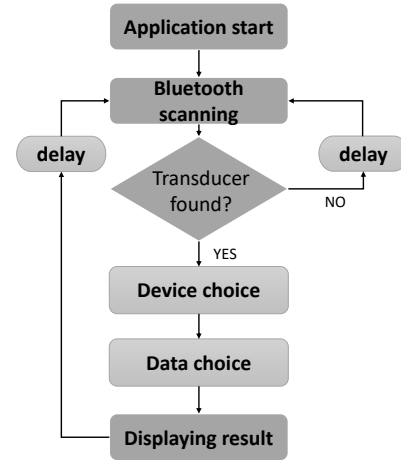 Application start
Bluetooth
scanning
delay
delay
Transducer
found?
NO
YES
Device choice
Data choice
Displaying result